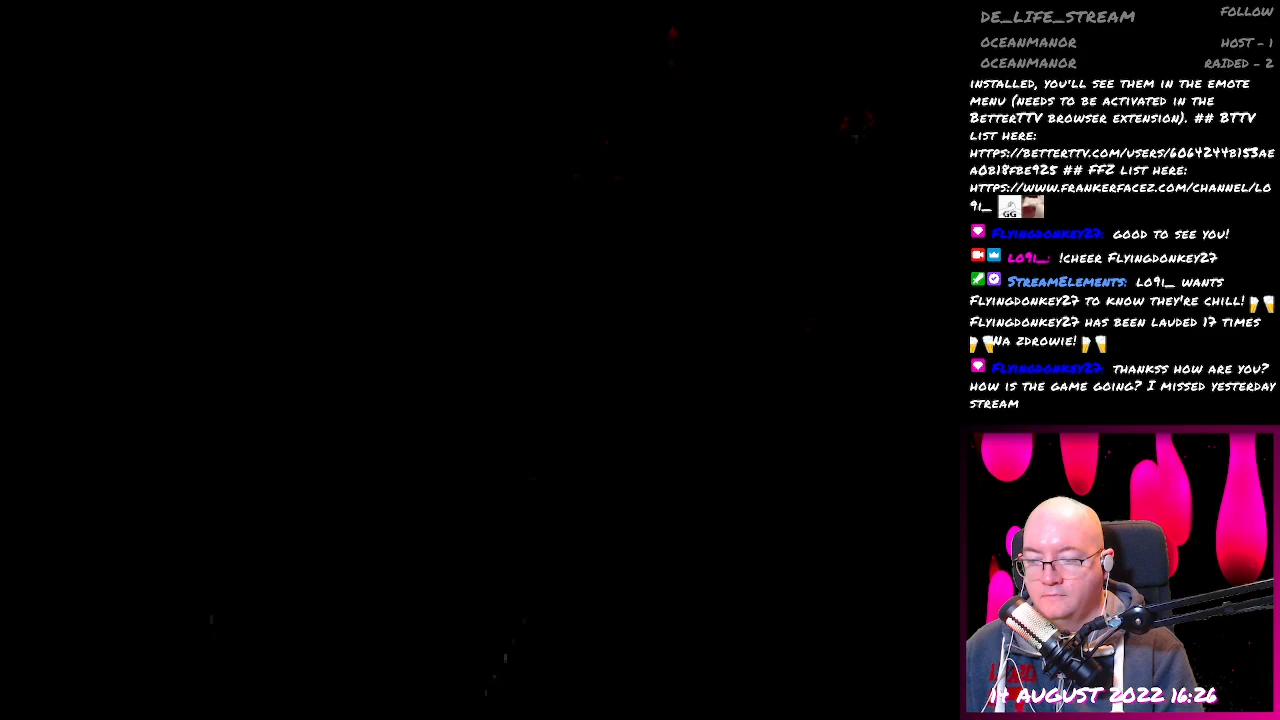 DE_LIFE_STREAM FOLLOW
OCEANMANOR HOST - 1
OCEANMANOR RAIDED - 2
INSTALLED, YOU'LL SEE THEM IN THE EMOTE
MENU (NEEDS TO BE ACTIVATED IN THE
BETTERTTV BROWSER EXTENSION). ## BTTV
LIST HERE:
HTTPS://BETTERTTV.COM/USERS/6064244B153AE
A0B18FBE925 ## FFZ LIST HERE:
HTTPS://WWW.FRANKERFACEZ.COM/CHANNEL/LO
9I_ GG
FLYINGDONKEY27: GOOD TO SEE YOU!
LO9I_: !CHEER FLYINGDONKEY27
STREAMELEMENTS: LO9I_ WANTS
FLYINGDONKEY27 TO KNOW THEY'RE CHILL!
FLYINGDONKEY27 HAS BEEN LAUDED 17 TIMES
NA ZDROWIE!
FLYINGDONKEY27: THANKSS HOW ARE YOU?
HOW IS THE GAME GOING? I MISSED YESTERDAY
STREAM
AUGUST 2022 16:26